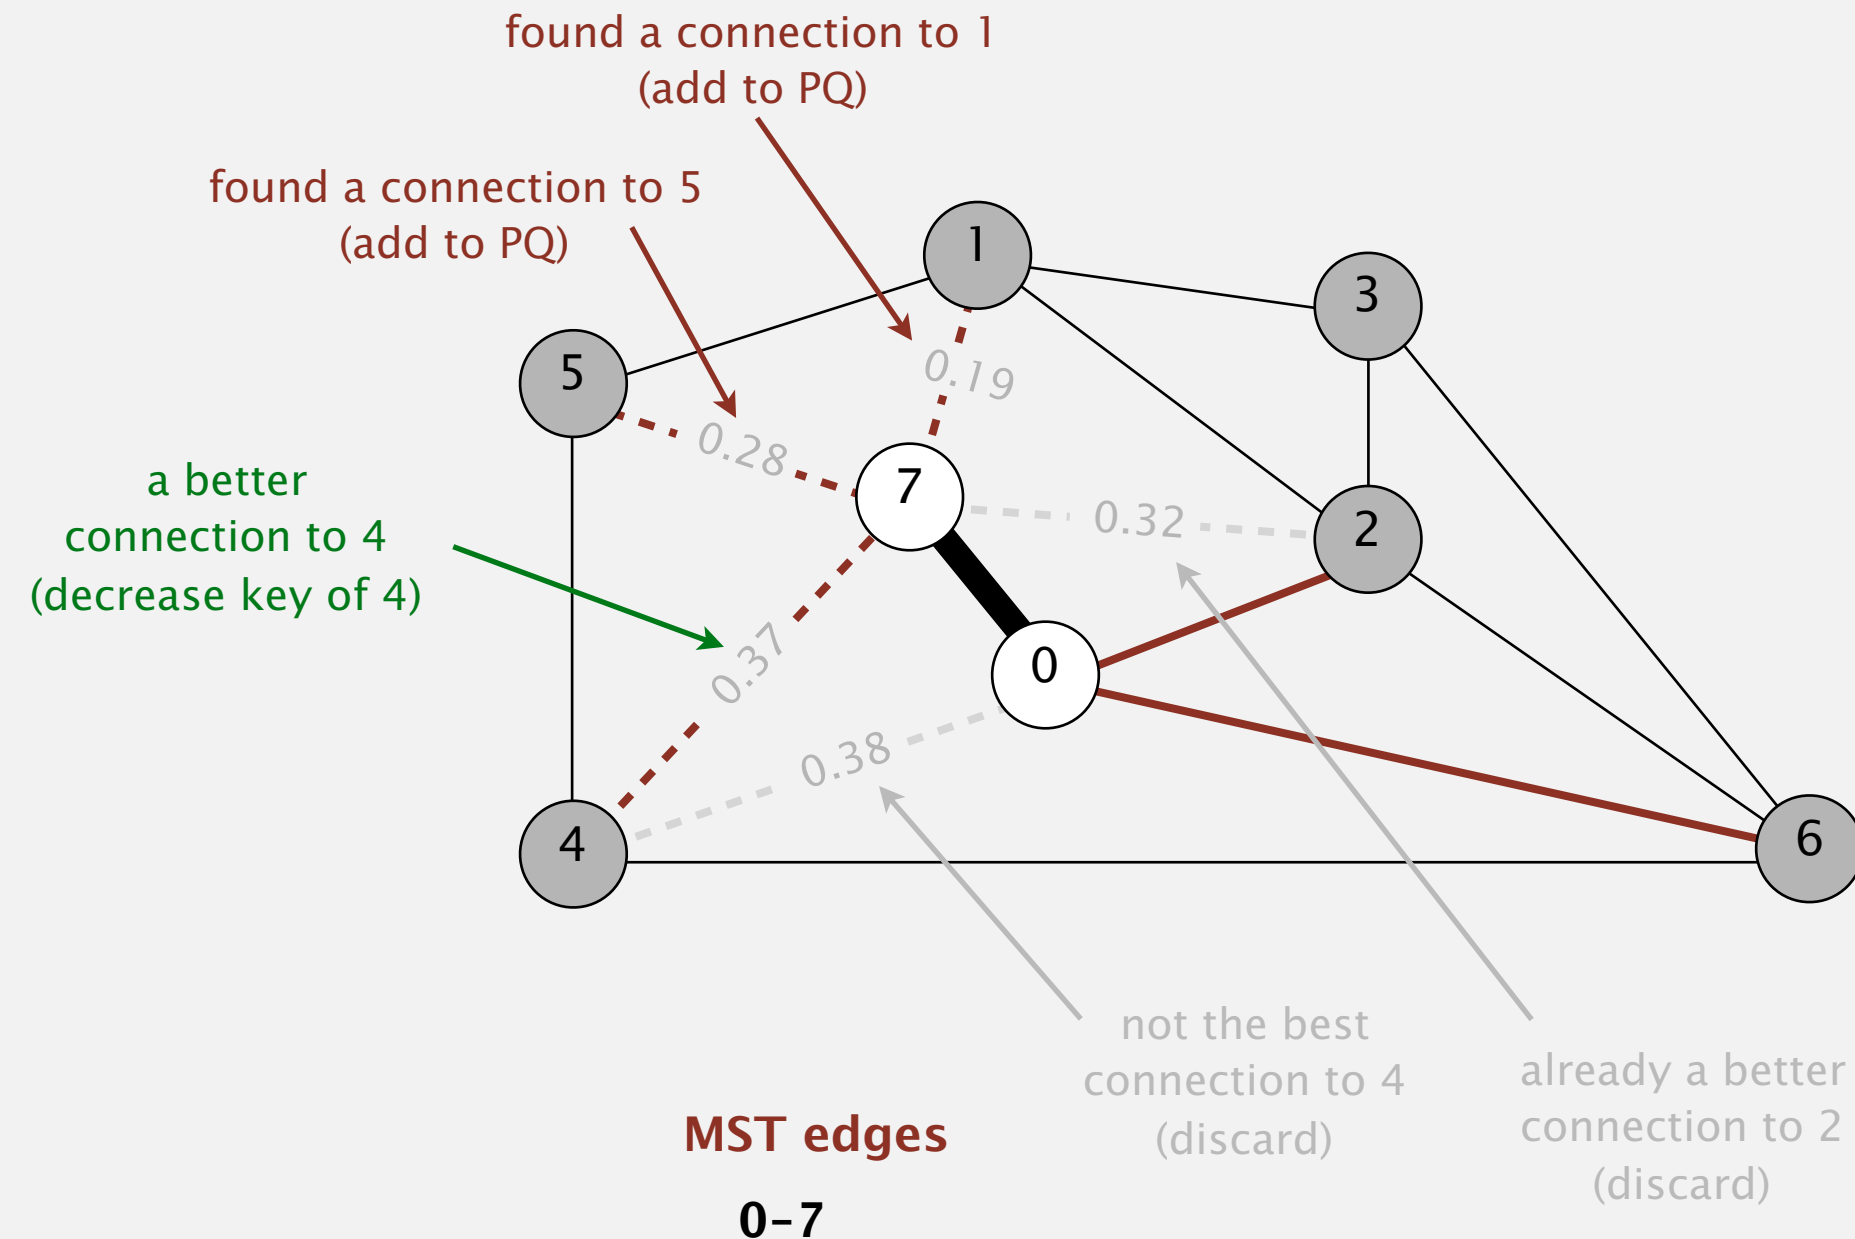 found a connection to 1
(add to PQ)
found a connection to 5
(add to PQ)
1
3
5
0.19
0.28
7
0.32
2
a better
connection to 4
(decrease key of 4)
0.37
0
0.38
4
6
not the best
connection to 4
(discard)
already a better
connection to 2
(discard)
MST edges
0–7